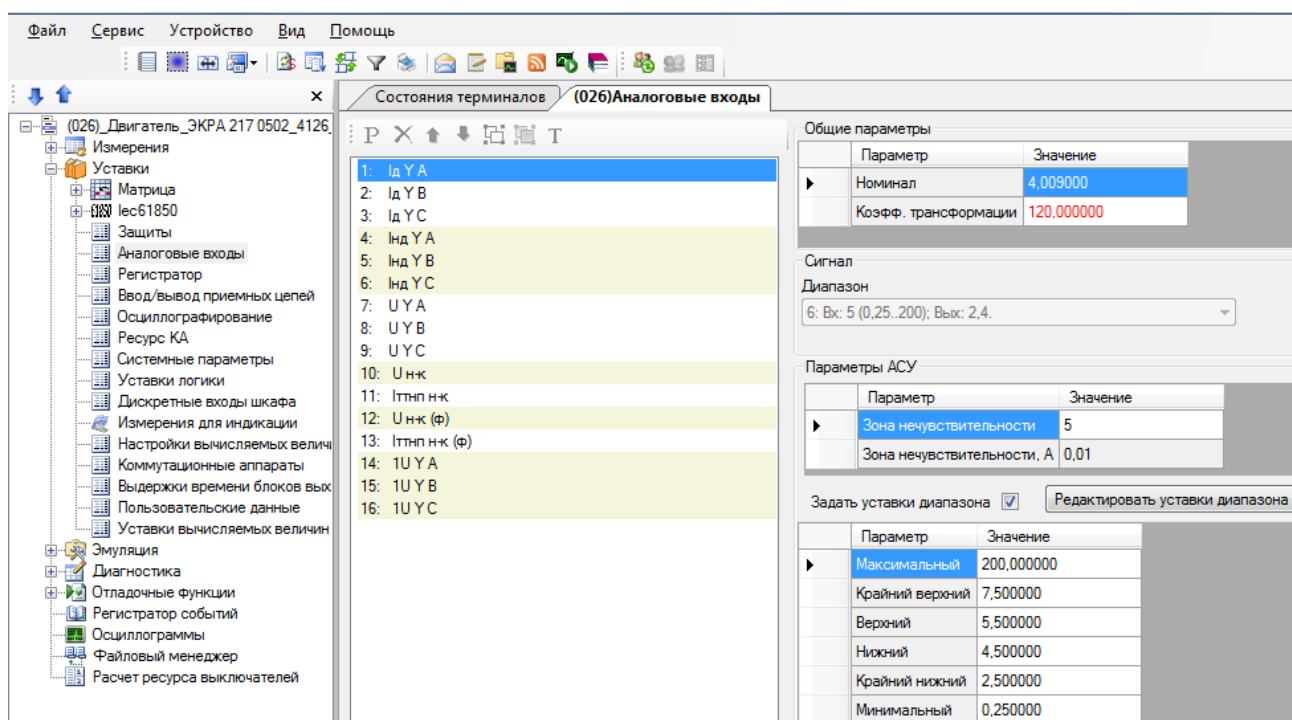 Файл Сервис Устройство Вид Помощь
Состояния терминалов (026)Аналоговые входы
(026)_Двигатель_ЭКРА 217 0502_4126_
Измерения
Уставки
Матрица
Iec61850
Защиты
Аналоговые входы
Регистратор
Ввод/вывод приемных цепей
Осциллографирование
Ресурс КА
Системные параметры
Уставки логики
Дискретные входы шкафа
Измерения для индикации
Настройки вычисляемых величи
Коммутационные аппараты
Выдержки времени блоков вых
Пользовательские данные
Уставки вычисляемых величин
Эмуляция
Диагностика
Отладочные функции
Регистратор событий
Осциллограммы
Файловый менеджер
Расчет ресурса выключателей
P T
1: Iд Y A
2: Iд Y B
3: Iд Y C
4: Iнд Y A
5: Iнд Y B
6: Iнд Y C
7: U Y A
8: U Y B
9: U Y C
10: U н-к
11: Iттнп н-к
12: U н-к (ф)
13: Iттнп н-к (ф)
14: 1U Y A
15: 1U Y B
16: 1U Y C
Общие параметры
Параметр Значение
Номинал 4,009000
Коэфф. трансформации 120,000000
Сигнал
Диапазон
6: Вх: 5 (0,25..200); Вых: 2,4.
Параметры АСУ
Параметр Значение
Зона нечувствительности 5
Зона нечувствительности, А 0,01
Задать уставки диапазона Редактировать уставки диапазона
Параметр Значение
Максимальный 200,000000
Крайний верхний 7,500000
Верхний 5,500000
Нижний 4,500000
Крайний нижний 2,500000
Минимальный 0,250000